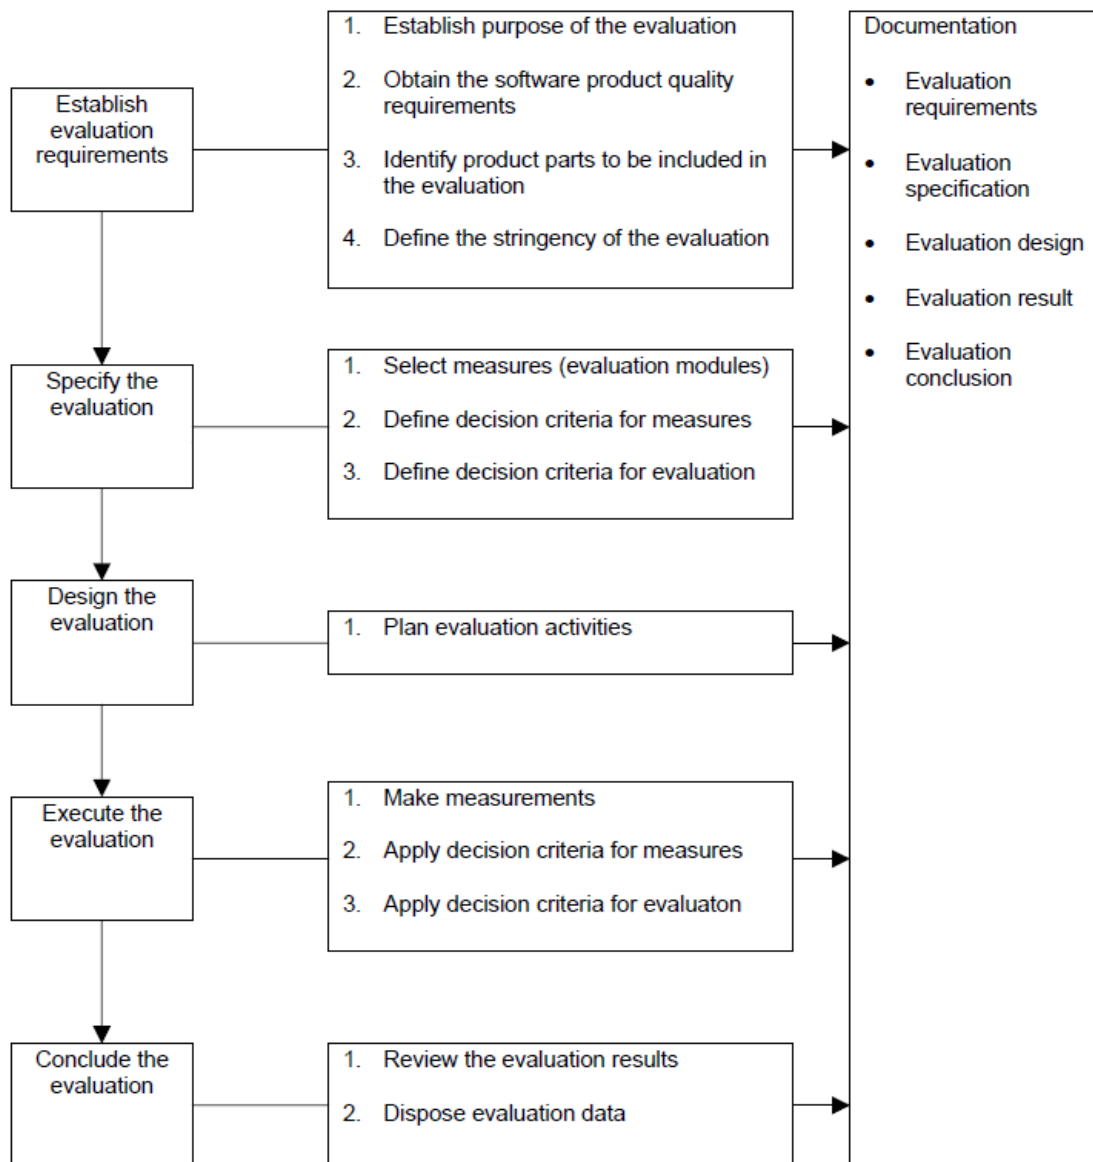 Establish
evaluation
requirements
1. Establish purpose of the evaluation
2. Obtain the software product quality
requirements
3. Identify product parts to be included in
the evaluation
4. Define the stringency of the evaluation
Documentation
• Evaluation
requirements
• Evaluation
specification
• Evaluation design
• Evaluation result
• Evaluation
conclusion
Specify the
evaluation
1. Select measures (evaluation modules)
2. Define decision criteria for measures
3. Define decision criteria for evaluation
Design the
evaluation
1. Plan evaluation activities
Execute the
evaluation
1. Make measurements
2. Apply decision criteria for measures
3. Apply decision criteria for evaluaton
Conclude the
evaluation
1. Review the evaluation results
2. Dispose evaluation data